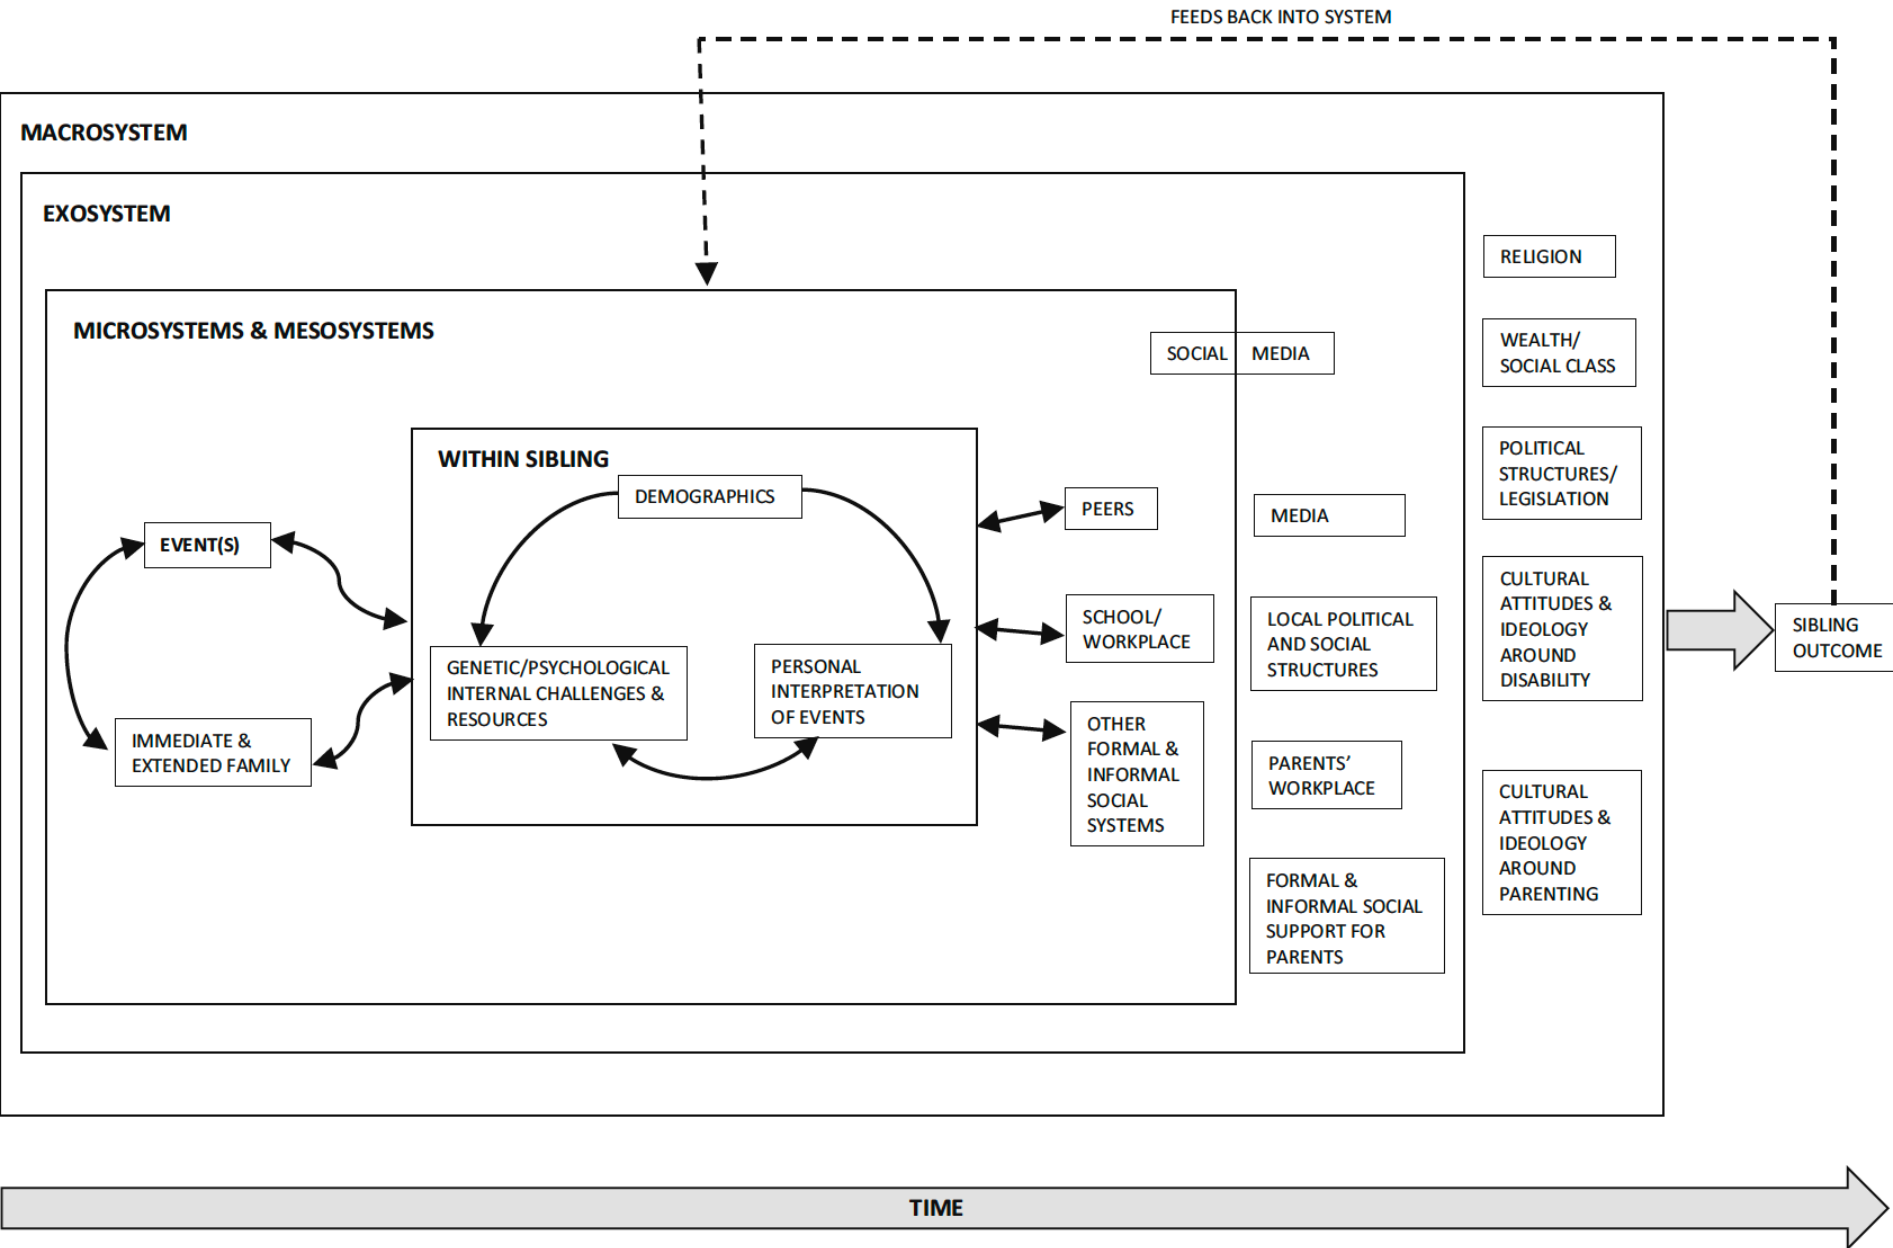 FEEDS BACK INTO SYSTEM
MACROSYSTEM
EXOSYSTEM
MICROSYSTEMS & MESOSYSTEMS
WITHIN SIBLING
DEMOGRAPHICS
EVENT(S)
IMMEDIATE &
EXTENDED FAMILY
GENETIC/PSYCHOLOGICAL
INTERNAL CHALLENGES &
RESOURCES
PERSONAL
INTERPRETATION
OF EVENTS
SOCIAL MEDIA
PEERS
SCHOOL/
WORKPLACE
OTHER
FORMAL &
INFORMAL
SOCIAL
SYSTEMS
MEDIA
LOCAL POLITICAL
AND SOCIAL
STRUCTURES
PARENTS’
WORKPLACE
FORMAL &
INFORMAL SOCIAL
SUPPORT FOR
PARENTS
RELIGION
WEALTH/
SOCIAL CLASS
POLITICAL
STRUCTURES/
LEGISLATION
CULTURAL
ATTITUDES &
IDEOLOGY
AROUND
DISABILITY
CULTURAL
ATTITUDES &
IDEOLOGY
AROUND
PARENTING
SIBLING
OUTCOME
TIME